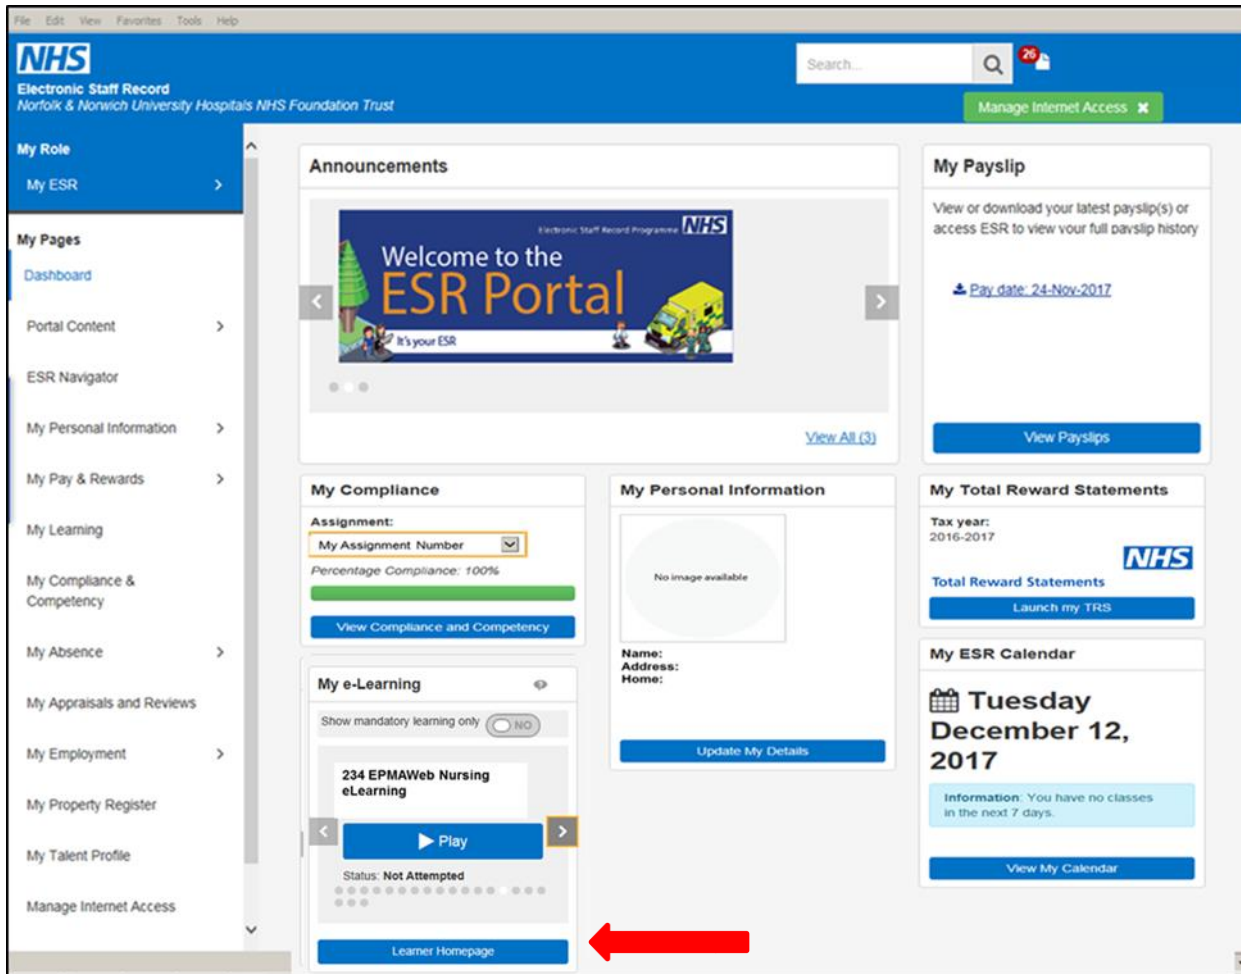 File Edit View Favorites Tools Help
NHS
Electronic Staff Record
Norfolk & Norwich University Hospitals NHS Foundation Trust
Search...
26
Manage Internet Access ✖
My Role
My ESR
My Pages
Dashboard
Portal Content
ESR Navigator
My Personal Information
My Pay & Rewards
My Learning
My Compliance &
Competency
My Absence
My Appraisals and Reviews
My Employment
My Property Register
My Talent Profile
Manage Internet Access
Announcements
Electronic Staff Record Programme NHS
Welcome to the
ESR Portal
It's your ESR
View All (3)
My Payslip
View or download your latest payslip(s) or
access ESR to view your full payslip history
Pay date: 24-Nov-2017
View Payslips
My Compliance
Assignment:
My Assignment Number
Percentage Compliance: 100%
View Compliance and Competency
My e-Learning
Show mandatory learning only NO
234 EPMAWeb Nursing
eLearning
Play
Status: Not Attempted
Learner Homepage
My Personal Information
No image available
Name:
Address:
Home:
Update My Details
My Total Reward Statements
Tax year:
2016-2017
NHS
Total Reward Statements
Launch my TRS
My ESR Calendar
Tuesday
December 12,
2017
Information: You have no classes
in the next 7 days.
View My Calendar